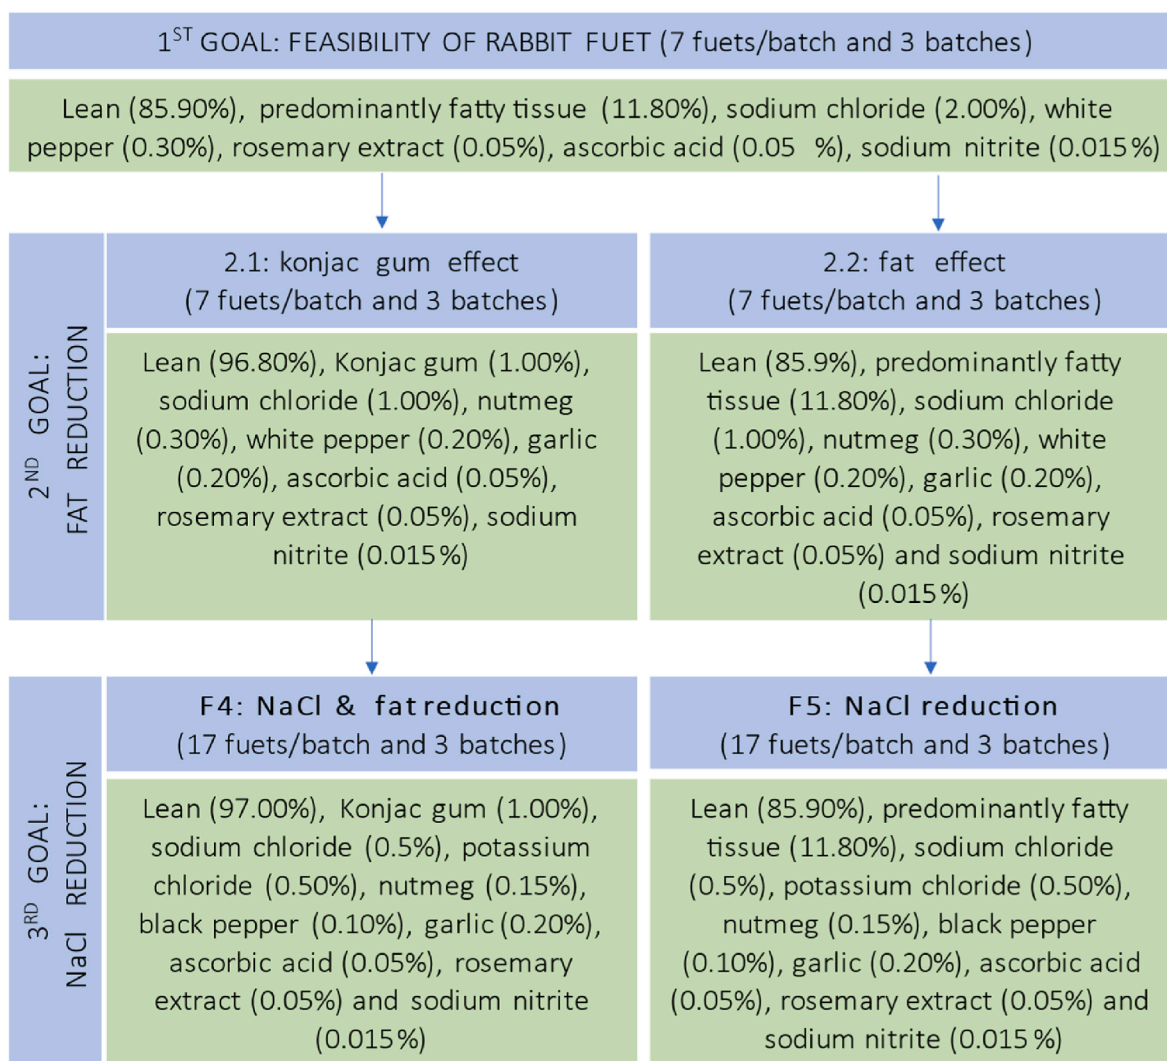 1ST GOAL: FEASIBILITY OF RABBIT FUET (7 fuets/batch and 3 batches)
Lean (85.90%), predominantly fatty tissue (11.80%), sodium chloride (2.00%), white
pepper (0.30%), rosemary extract (0.05%), ascorbic acid (0.05 %), sodium nitrite (0.015%)
2ND GOAL:
FAT REDUCTION
2.1: konjac gum effect
(7 fuets/batch and 3 batches)
Lean (96.80%), Konjac gum (1.00%),
sodium chloride (1.00%), nutmeg
(0.30%), white pepper (0.20%), garlic
(0.20%), ascorbic acid (0.05%),
rosemary extract (0.05%), sodium
nitrite (0.015%)
2.2: fat effect
(7 fuets/batch and 3 batches)
Lean (85.9%), predominantly fatty
tissue (11.80%), sodium chloride
(1.00%), nutmeg (0.30%), white
pepper (0.20%), garlic (0.20%),
ascorbic acid (0.05%), rosemary
extract (0.05%) and sodium nitrite
(0.015%)
3RD GOAL:
NaCl REDUCTION
F4: NaCl & fat reduction
(17 fuets/batch and 3 batches)
Lean (97.00%), Konjac gum (1.00%),
sodium chloride (0.5%), potassium
chloride (0.50%), nutmeg (0.15%),
black pepper (0.10%), garlic (0.20%),
ascorbic acid (0.05%), rosemary
extract (0.05%) and sodium nitrite
(0.015%)
F5: NaCl reduction
(17 fuets/batch and 3 batches)
Lean (85.90%), predominantly fatty
tissue (11.80%), sodium chloride
(0.5%), potassium chloride (0.50%),
nutmeg (0.15%), black pepper
(0.10%), garlic (0.20%), ascorbic acid
(0.05%), rosemary extract (0.05%) and
sodium nitrite (0.015%)